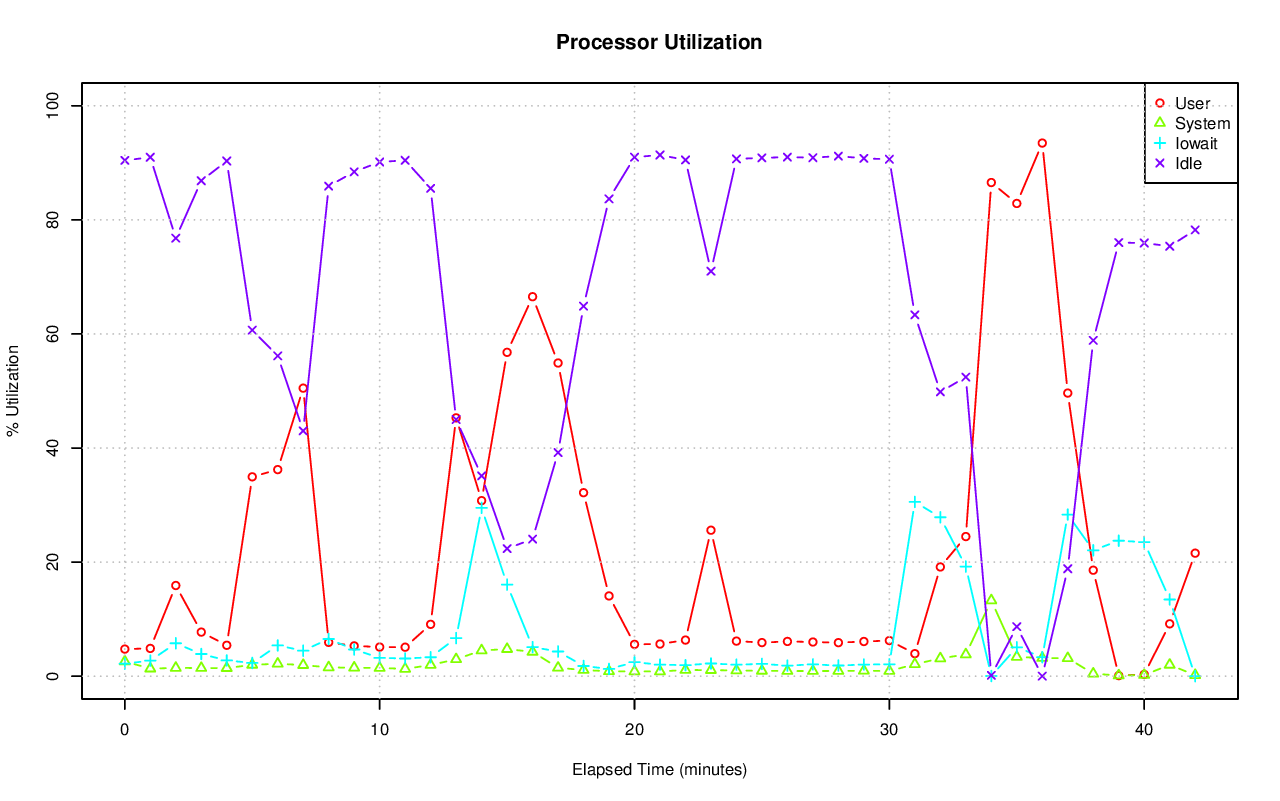 Processor Utilization
100
80
60
40
20
0
% Utilization
User
System
Iowait
Idle
0 10 20 30 40
Elapsed Time (minutes)